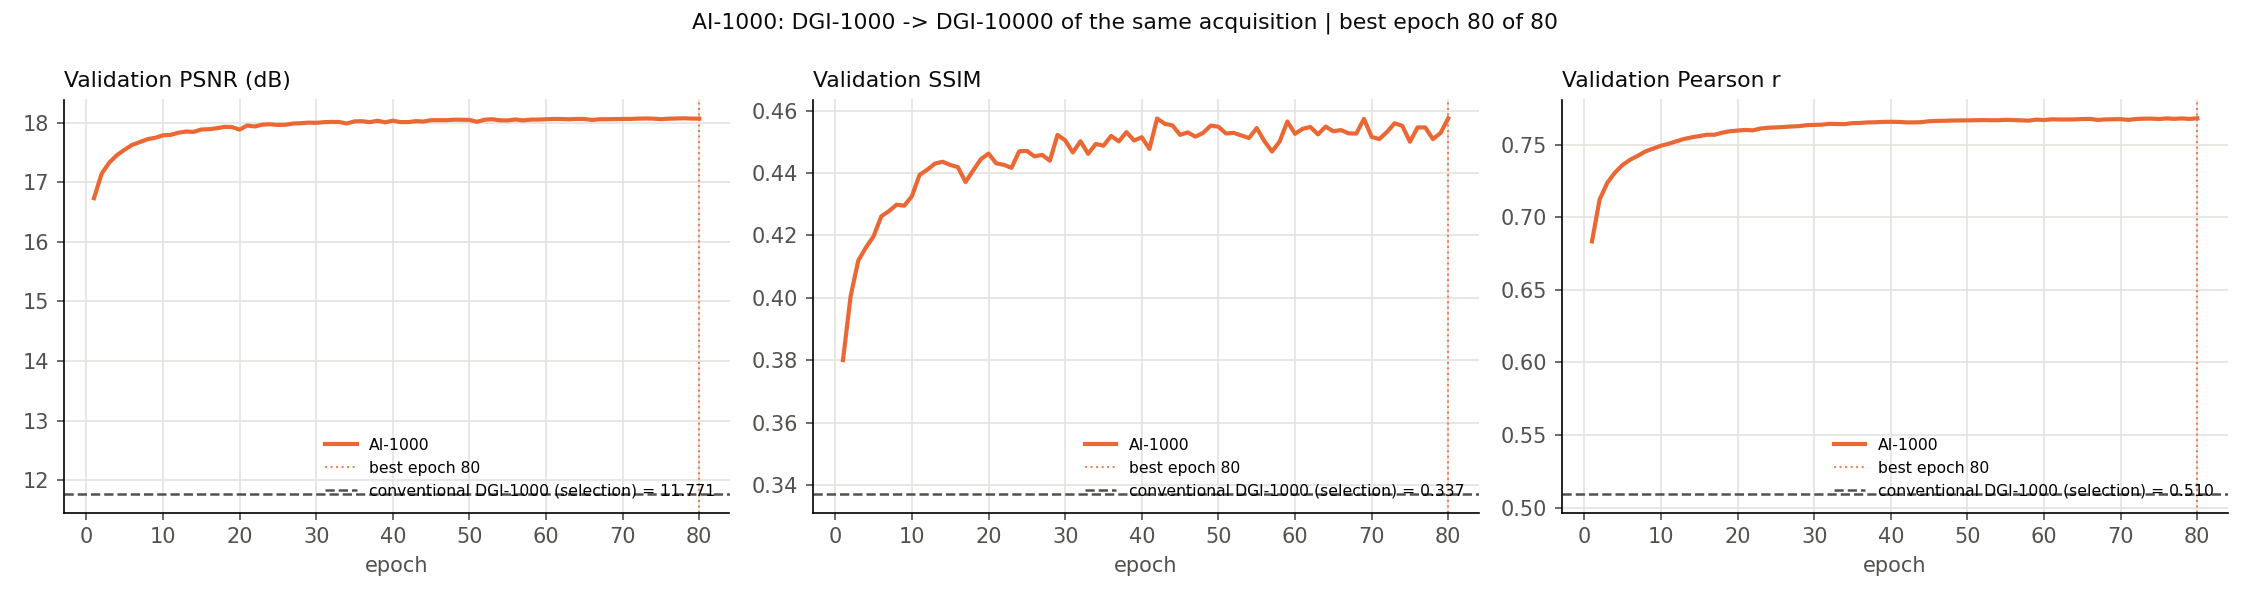 AI-1000: DGI-1000 -> DGI-10000 of the same acquisition | best epoch 80 of 80
Validation PSNR (dB)
18
17
16
15
14
13
12
AI-1000
best epoch 80
conventional DGI-1000 (selection) = 11.771
0 10 20 30 40 50 60 70 80
epoch
Validation SSIM
0.46
0.44
0.42
0.40
0.38
0.36
0.34
AI-1000
best epoch 80
conventional DGI-1000 (selection) = 0.337
0 10 20 30 40 50 60 70 80
epoch
Validation Pearson r
0.75
0.70
0.65
0.60
0.55
0.50
AI-1000
best epoch 80
conventional DGI-1000 (selection) = 0.510
0 10 20 30 40 50 60 70 80
epoch